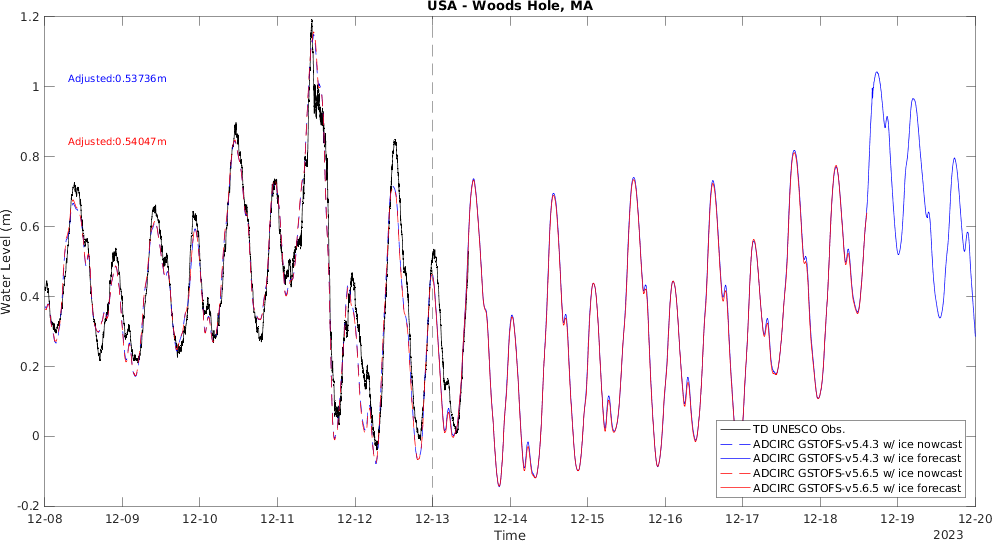 USA - Woods Hole, MA
1.2
1
0.8
0.6
0.4
0.2
0
-0.2
Water Level (m)
Adjusted:0.53736m
Adjusted:0.54047m
TD UNESCO Obs.
ADCIRC GSTOFS-v5.4.3 w/ ice nowcast
ADCIRC GSTOFS-v5.4.3 w/ ice forecast
ADCIRC GSTOFS-v5.6.5 w/ ice nowcast
ADCIRC GSTOFS-v5.6.5 w/ ice forecast
12-08 12-09 12-10 12-11 12-12 12-13 12-14 12-15 12-16 12-17 12-18 12-19 12-20
Time
2023